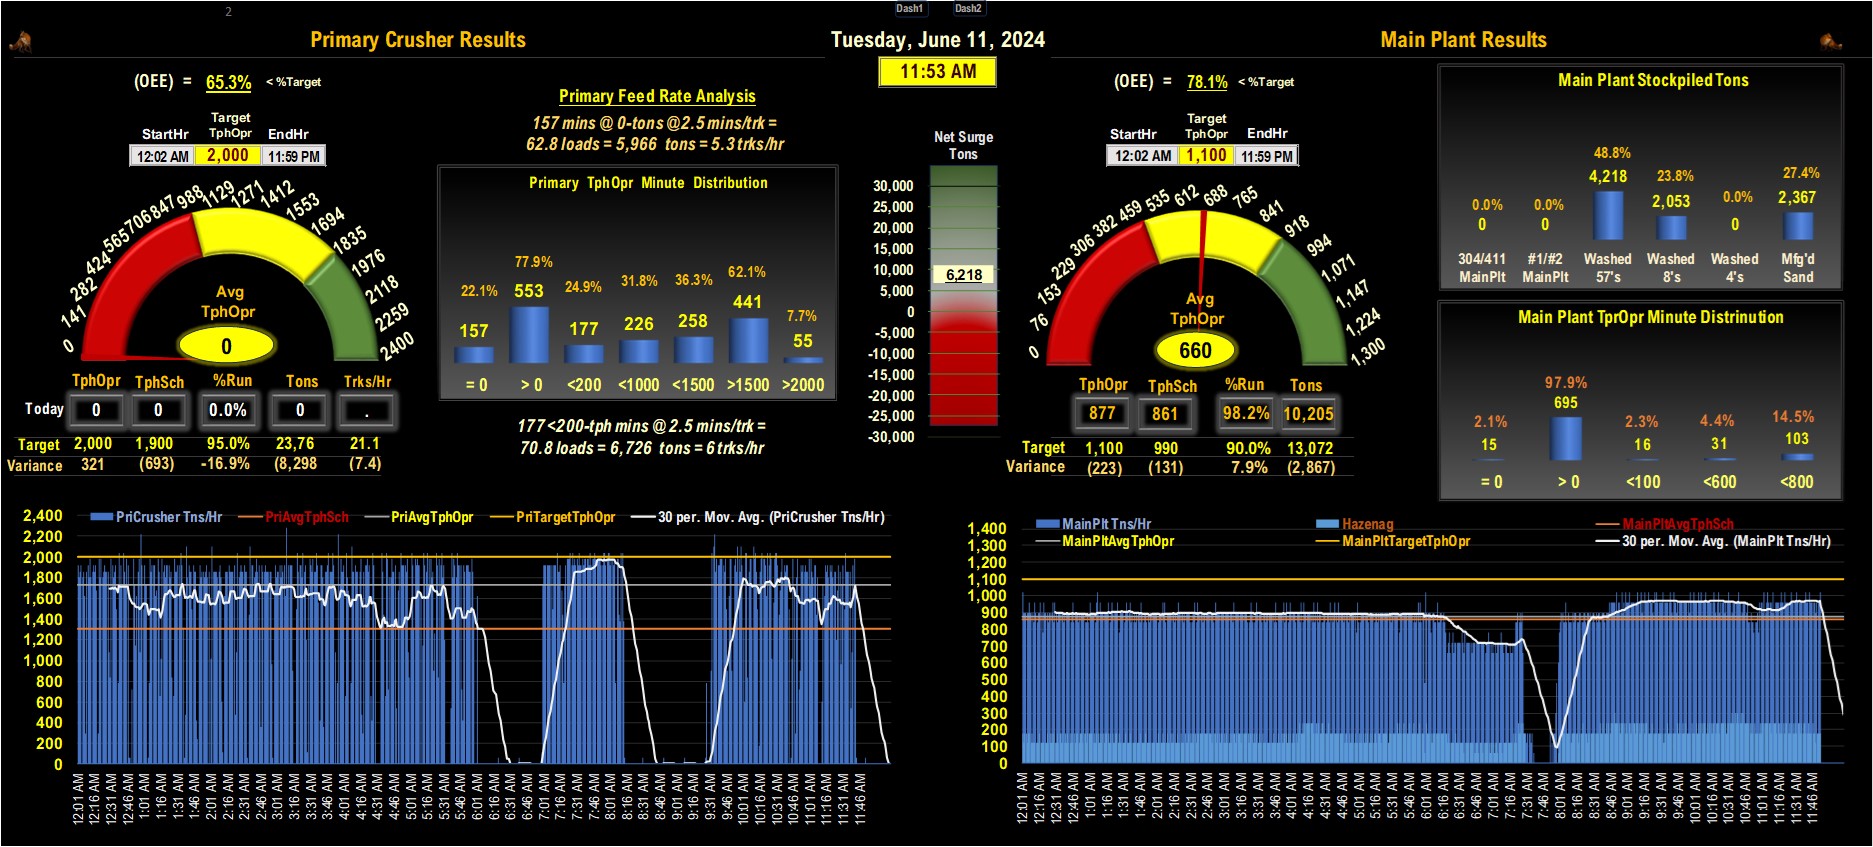 2
Dash1 Dash2
Primary Crusher Results
Tuesday, June 11, 2024
Main Plant Results
11:53 AM
(OEE) = 65.3% < %Target
Primary Feed Rate Analysis
157 mins @ 0-tons @2.5 mins/trk =
62.8 loads = 5,966 tons = 5.3 trks/hr
Target
StartHr TphOpr EndHr
12:02 AM 2,000 11:59 PM
0 141 282 424 565 706 847 988 1129 1271 1412 1553 1694 1835 1976 2118 2259 2400
Avg
TphOpr
0
TphOpr TphSch %Run Tons Trks/Hr
Today 0 0 0.0% 0 .
Target 2,000 1,900 95.0% 23,76 21.1
Variance 321 (693) -16.9% (8,298 (7.4)
Primary TphOpr Minute Distribution
22.1% 77.9% 24.9% 31.8% 36.3% 62.1% 7.7%
157 553 177 226 258 441 55
= 0 > 0 <200 <1000 <1500 >1500 >2000
177<200-tph mins @ 2.5 mins/trk =
70.8 loads = 6,726 tons = 6 trks/hr
Net Surge
Tons
30,000
25,000
20,000
15,000
10,000
6,218
5,000
0
-5,000
-10,000
-15,000
-20,000
-25,000
-30,000
(OEE) = 78.1% < %Target
Target
StartHr TphOpr EndHr
12:02 AM 1,100 11:59 PM
0 76 153 229 306 382 459 535 612 688 765 841 918 994 1,071 1,147 1,224 1,300
Avg
TphOpr
660
TphOpr TphSch %Run Tons
877 861 98.2% 10,205
Target 1,100 990 90.0% 13,072
Variance (223) (131) 7.9% (2,867)
Main Plant Stockpiled Tons
0.0% 0.0% 48.8% 23.8% 0.0% 27.4%
0 0 4,218 2,053 0 2,367
304/411 #1/#2 Washed Washed Washed Mfg'd
MainPlt MainPlt 57's 8's 4's Sand
Main Plant TprOpr Minute Distrinution
2.1% 97.9% 2.3% 4.4% 14.5%
15 695 16 31 103
= 0 > 0 <100 <600 <800
PriCrusher Tns/Hr PriAvgTphSch PriAvgTphOpr PriTargetTphOpr 30 per. Mov. Avg. (PriCrusher Tns/Hr)
2,400
2,200
2,000
1,800
1,600
1,400
1,200
1,000
800
600
400
200
0
12:01 AM 12:16 AM 12:31 AM 12:46 AM 1:01 AM 1:16 AM 1:31 AM 1:46 AM 2:01 AM 2:16 AM 2:31 AM 2:46 AM 3:01 AM 3:16 AM 3:31 AM 3:46 AM 4:01 AM 4:16 AM 4:31 AM 4:46 AM 5:01 AM 5:16 AM 5:31 AM 5:46 AM 6:01 AM 6:16 AM 6:31 AM 6:46 AM 7:01 AM 7:16 AM 7:31 AM 7:46 AM 8:01 AM 8:16 AM 8:31 AM 8:46 AM 9:01 AM 9:16 AM 9:31 AM 9:46 AM 10:01 AM 10:16 AM 10:31 AM 10:46 AM 11:01 AM 11:16 AM 11:31 AM 11:46 AM
MainPlt Tns/Hr Hazenag MainPltAvgTphSch
MainPltAvgTphOpr MainPltTargetTphOpr 30 per. Mov. Avg. (MainPlt Tns/Hr)
1,400
1,300
1,200
1,100
1,000
900
800
700
600
500
400
300
200
100
0
12:01 AM 12:16 AM 12:31 AM 12:46 AM 1:01 AM 1:16 AM 1:31 AM 1:46 AM 2:01 AM 2:16 AM 2:31 AM 2:46 AM 3:01 AM 3:16 AM 3:31 AM 3:46 AM 4:01 AM 4:16 AM 4:31 AM 4:46 AM 5:01 AM 5:16 AM 5:31 AM 5:46 AM 6:01 AM 6:16 AM 6:31 AM 6:46 AM 7:01 AM 7:16 AM 7:31 AM 7:46 AM 8:01 AM 8:16 AM 8:31 AM 8:46 AM 9:01 AM 9:16 AM 9:31 AM 9:46 AM 10:01 AM 10:16 AM 10:31 AM 10:46 AM 11:01 AM 11:16 AM 11:31 AM 11:46 AM